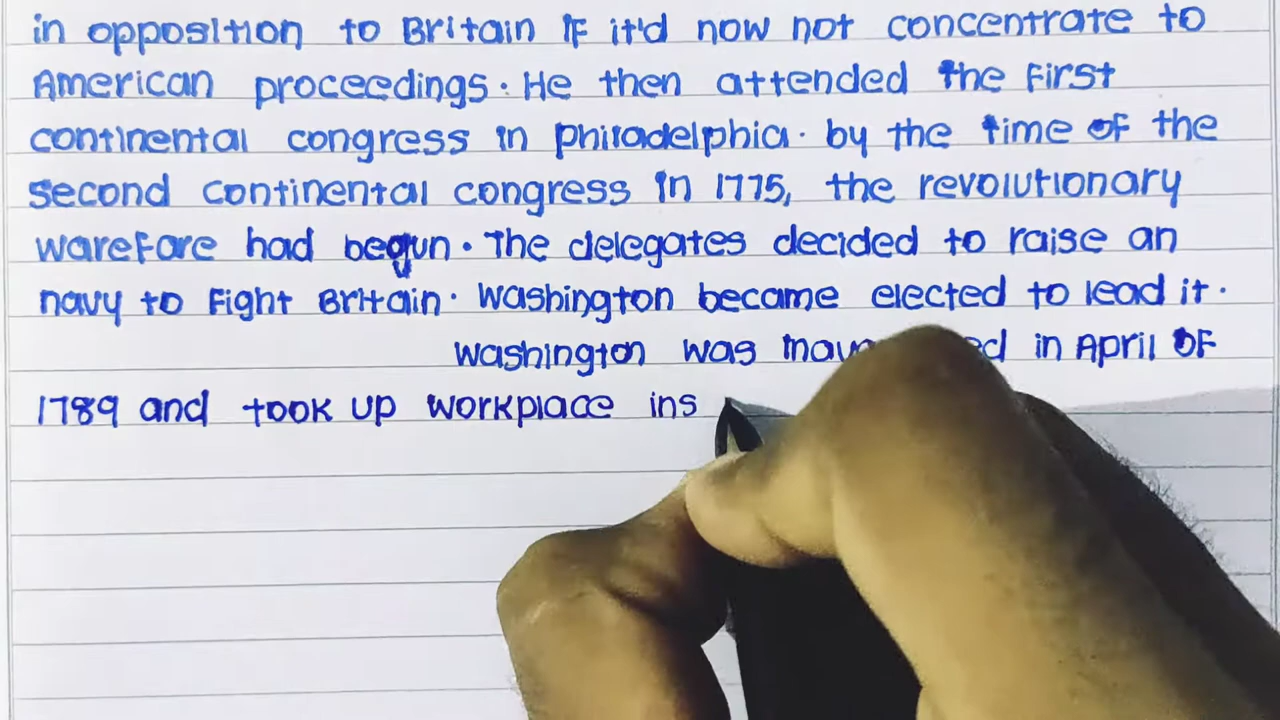 in opposition to Britain if it'd now not concentrate to
American proceedings. He then attended the first
continental congress in philadelphia. by the time of the
second continental congress in 1775, the revolutionary
warefare had begun. The delegates decided to raise an
navy to Fight Britain. Washington became elected to lead it.
Washington was in April of
1789 and took up workplace ins